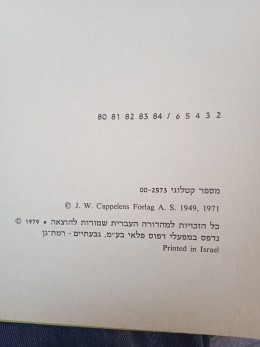 80 81 82 83 84 / 6 5 4 3 2
מספר קטלוגי 00-2573
© J. W. Cappelens Förlag A. S. 1949, 1971
כל הזכויות למהדורה העברית שמורות להוצאה • 1979 ©
נדפס במפעלי דפוס פלאי בע״מ, גבעתיים - רמת־גן
Printed in Israel